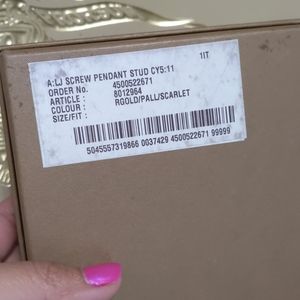 A:LJ SCREW PENDANT STUD CY5:11 1IT
ORDER No. 4500522671
ARTICLE : 8012964
COLOUR : RGOLD/PALL/SCARLET
SIZE/FIT :
5045557319866 0037429 4500522671 99999